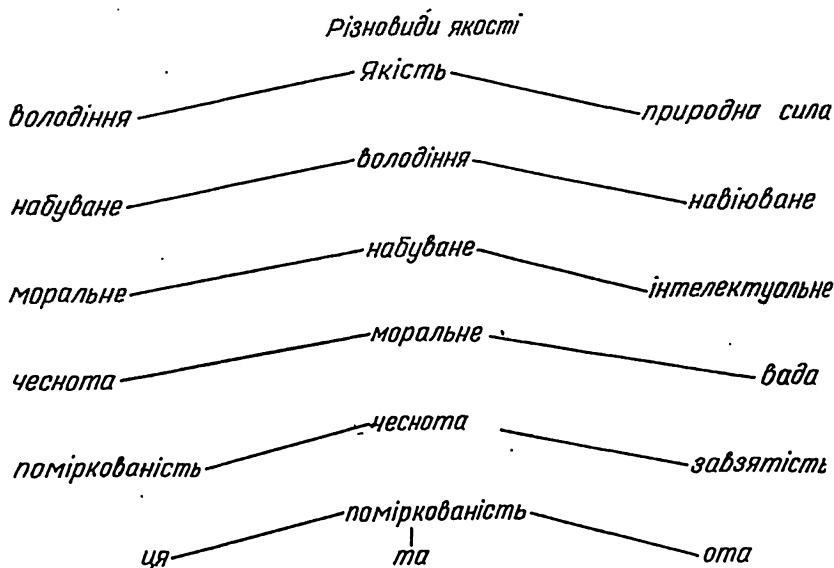 Різновиди якості
Якість
володіння природна сила
володіння
набуване навіюване
набуване
моральне інтелектуальне
моральне
чеснота вада
чеснота
поміркованість завзятість
поміркованість
ця та ота